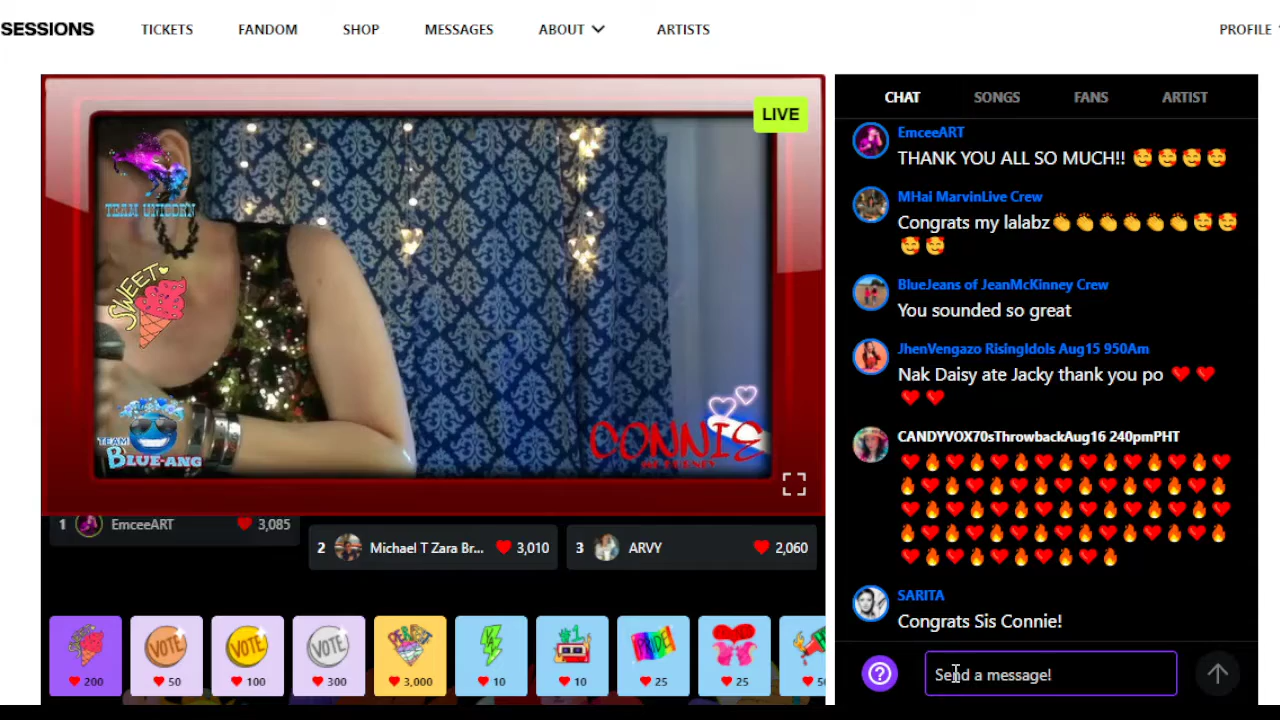 SESSIONS
TICKETS
FANDOM
SHOP
MESSAGES
ABOUT
ARTISTS
PROFILE
LIVE
TEAM UNICORN
SWEET
TEAM
BLUE-ANG
CONNIE
1 EmceeART 3,085
2 Michael T Zara Br... 3,010
3 ARVY 2,060
VOTE
VOTE
VOTE
PERFECT
#1
PRIDE
200
50
100
300
3,000
10
10
25
25
CHAT
SONGS
FANS
ARTIST
EmceeART
THANK YOU ALL SO MUCH!! 🥰 🥰 🥰 🥰
MHai MarvinLive Crew
Congrats my lalabz👏 👏 👏 👏 👏 👏 🥰 🥰
🥰 🥰
BlueJeans of JeanMcKinney Crew
You sounded so great
JhenVengazo RisingIdols Aug15 950Am
Nak Daisy ate Jacky thank you po ❤️ ❤️
❤️ ❤️
CANDYVOX70sThrowbackAug16 240pmPHT
SARITA
Congrats Sis Connie!
Send a message!